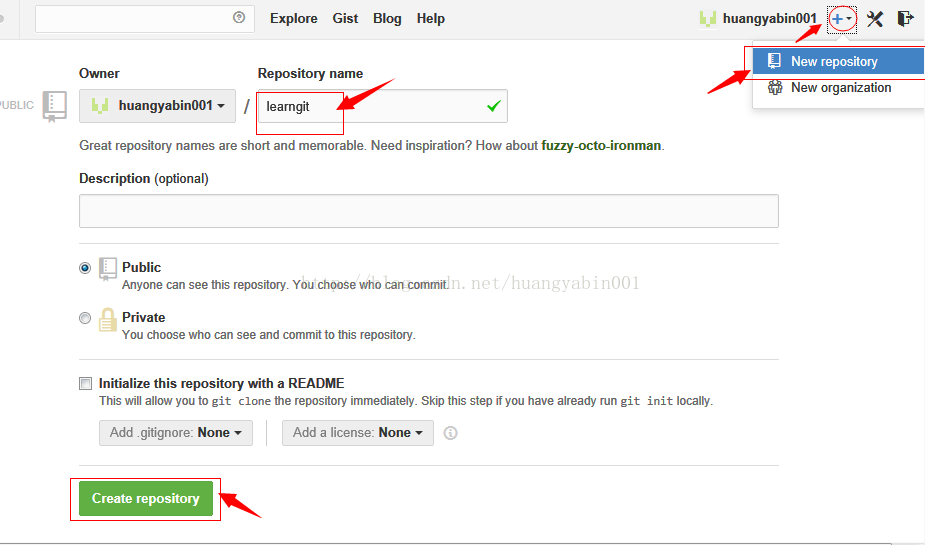 Explore Gist Blog Help huangyabin001
New repository
New organization
Owner Repository name
PUBLIC huangyabin001 / learngit
Great repository names are short and memorable. Need inspiration? How about fuzzy-octo-ironman.
Description (optional)
Public
Anyone can see this repository. You choose who can commit.
http://blog.csdn.net/huangyabin001
Private
You choose who can see and commit to this repository.
Initialize this repository with a README
This will allow you to git clone the repository immediately. Skip this step if you have already run git init locally.
Add .gitignore: None Add a license: None
Create repository